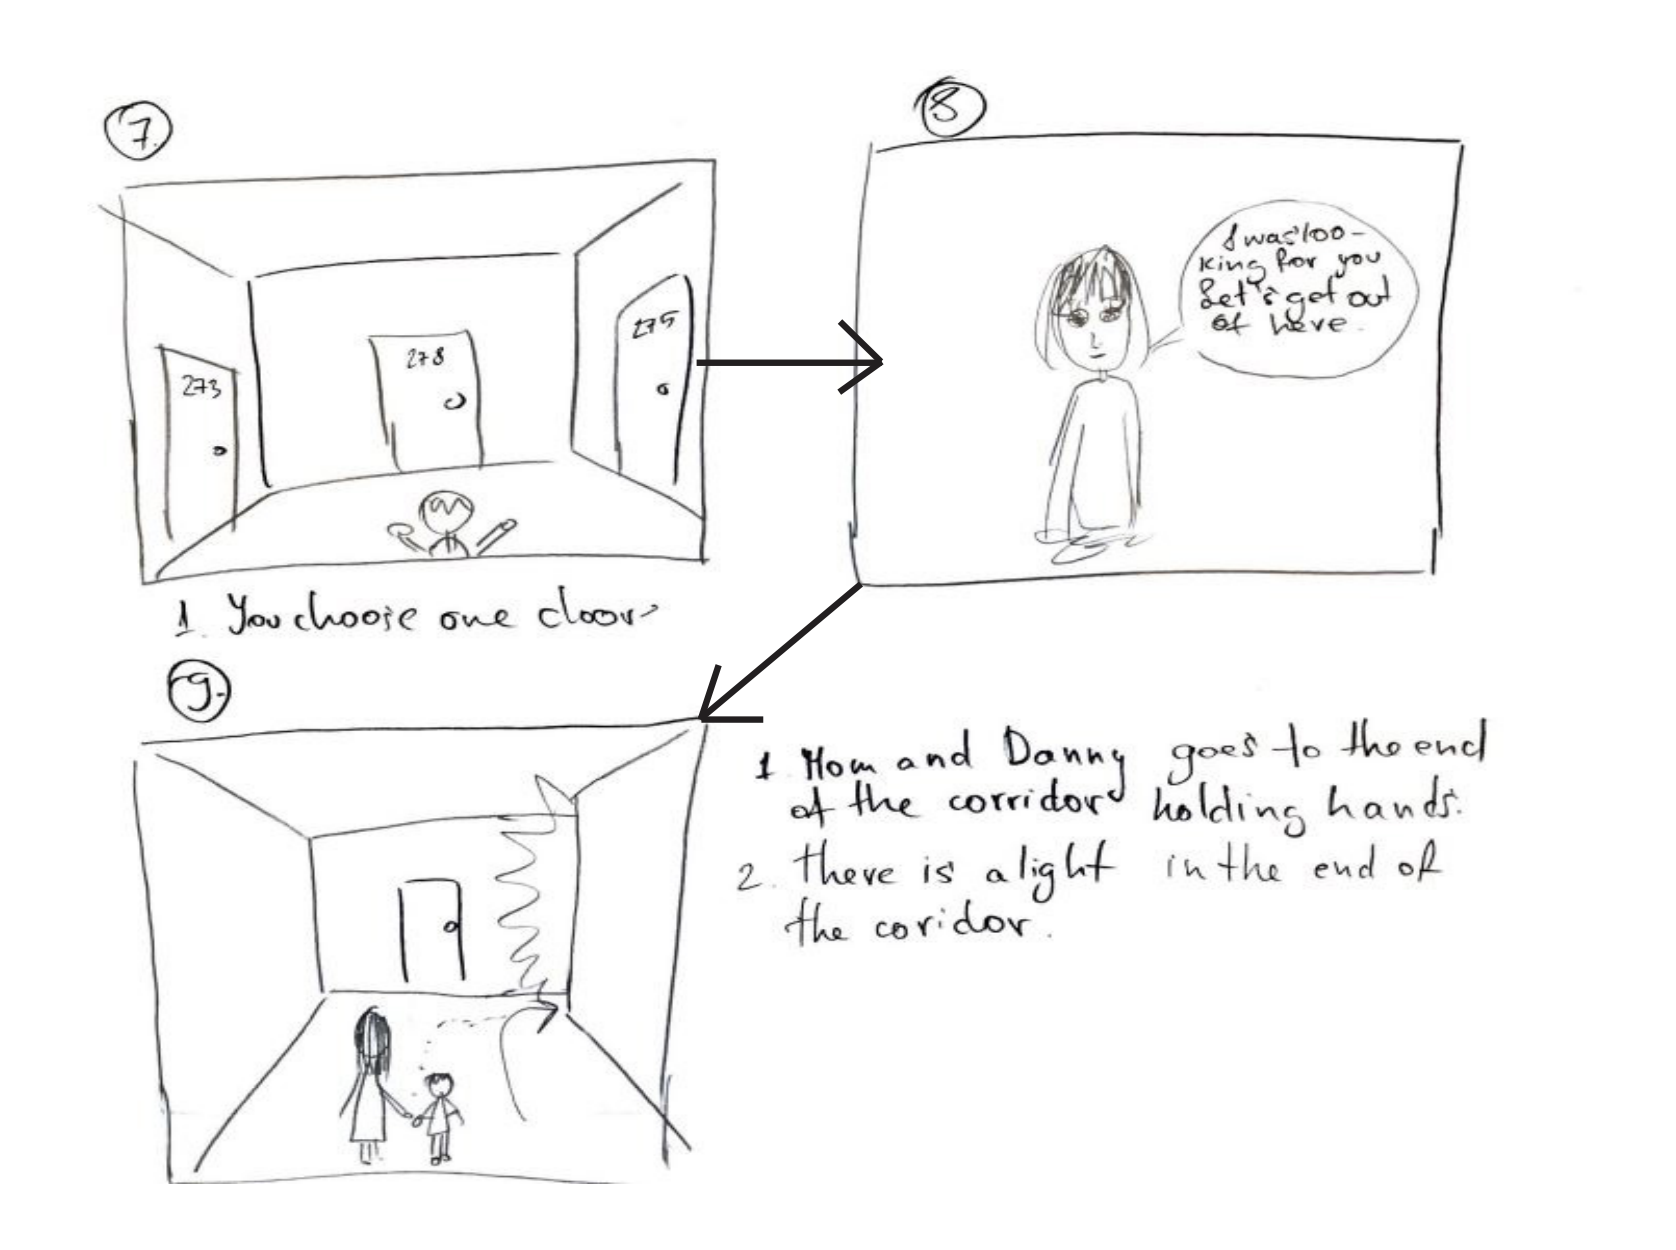 7.
273
278
275
1. You choose one door
8
I was loo-
king for you
Let's get out
of here.
9.
1. Mom and Danny goes to the end
of the corridor holding hands.
2. there is a light in the end of
the coridor.